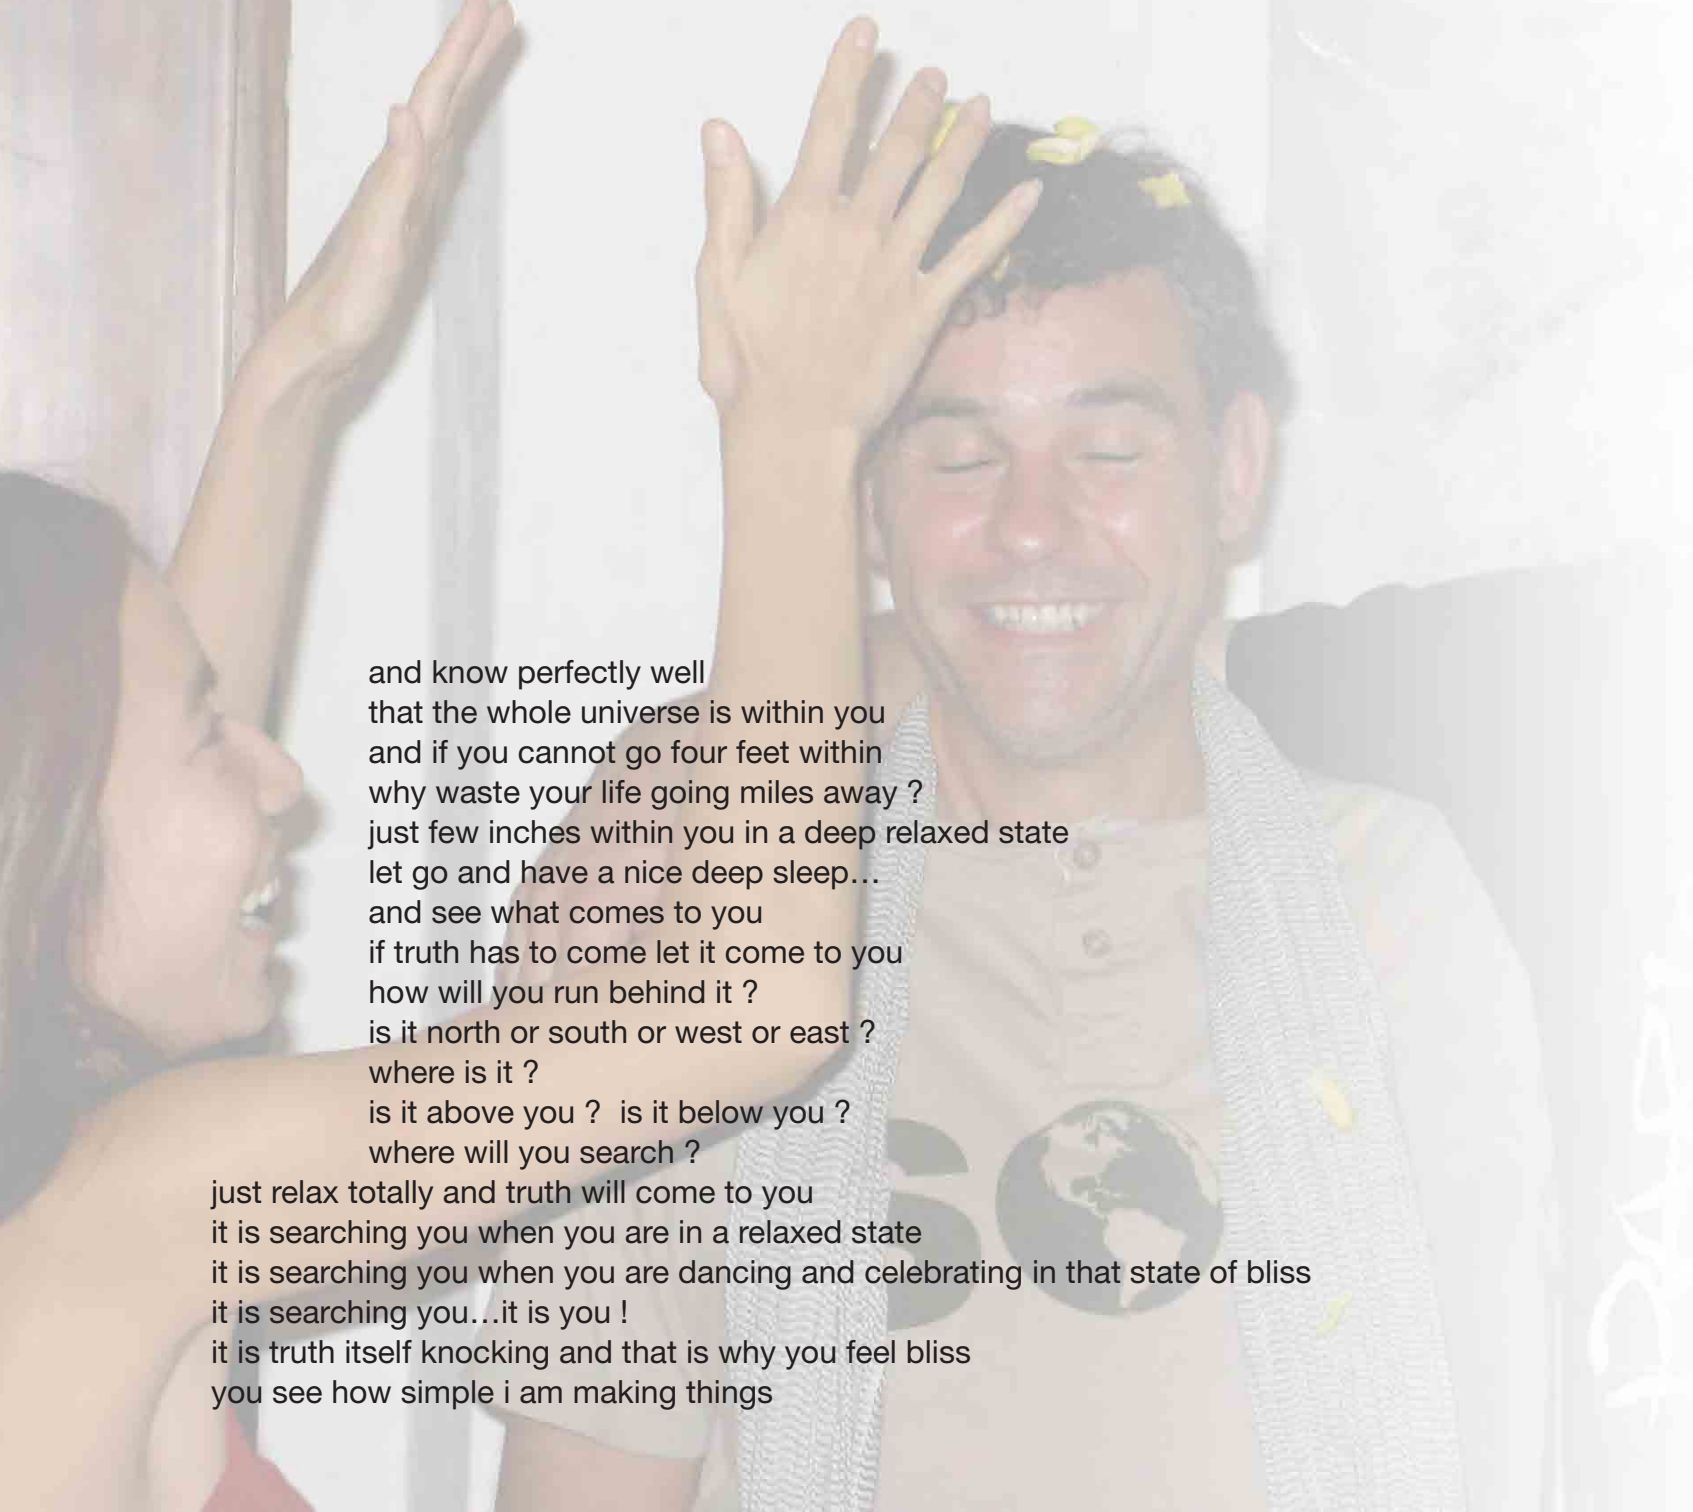 and know perfectly well
that the whole universe is within you
and if you cannot go four feet within
why waste your life going miles away ?
just few inches within you in a deep relaxed state
let go and have a nice deep sleep…
and see what comes to you
if truth has to come let it come to you
how will you run behind it ?
is it north or south or west or east ?
where is it ?
is it above you ?  is it below you ?
where will you search ?
just relax totally and truth will come to you
it is searching you when you are in a relaxed state
it is searching you when you are dancing and celebrating in that state of bliss
it is searching you…it is you !
it is truth itself knocking and that is why you feel bliss
you see how simple i am making things
SO